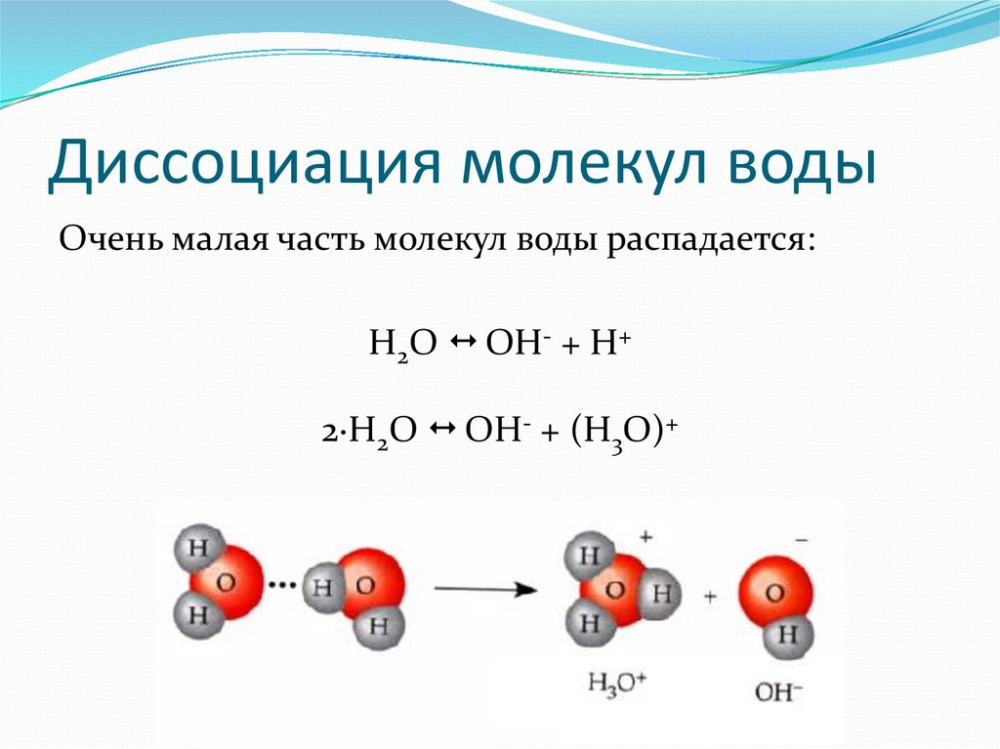 Диссоциация молекул воды
Очень малая часть молекул воды распадается:
H₂O ↔ OH⁻ + H⁺
2·H₂O ↔ OH⁻ + (H₃O)⁺
H H O ... H O H + H H O H + − O H
H₃O⁺ OH⁻